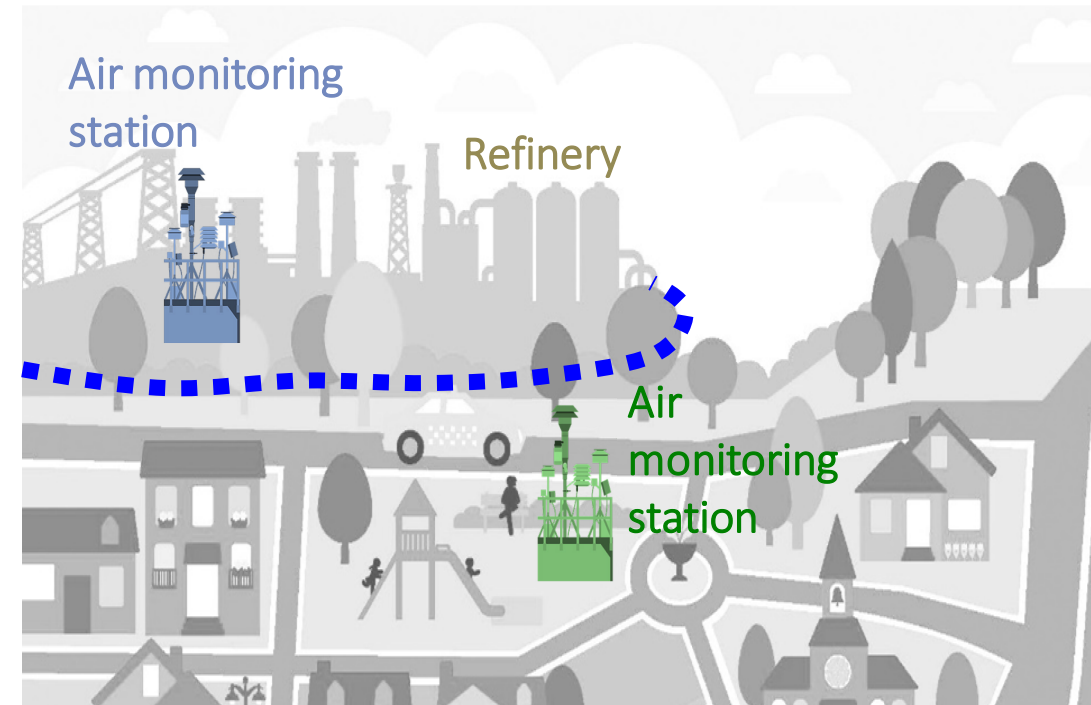 Air monitoring
station
Refinery
Air
monitoring
station